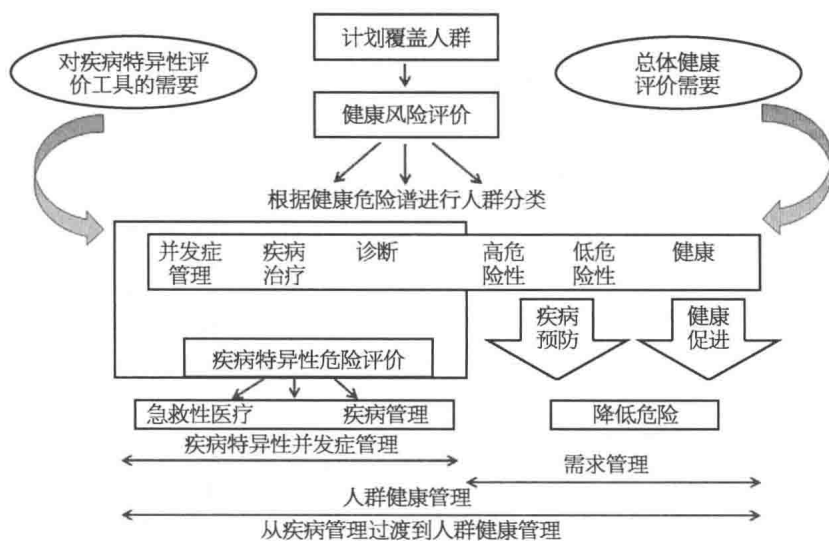 计划覆盖人群
对疾病特异性评
价工具的需要
总体健康
评价需要
健康风险评价
根据健康危险谱进行人群分类
并发症
管理
疾病
治疗
诊断
高危
险性
低危
险性
健康
疾病
预防
健康
促进
疾病特异性危险评价
急救性医疗
疾病管理
降低危险
疾病特异性并发症管理
需求管理
人群健康管理
从疾病管理过渡到人群健康管理